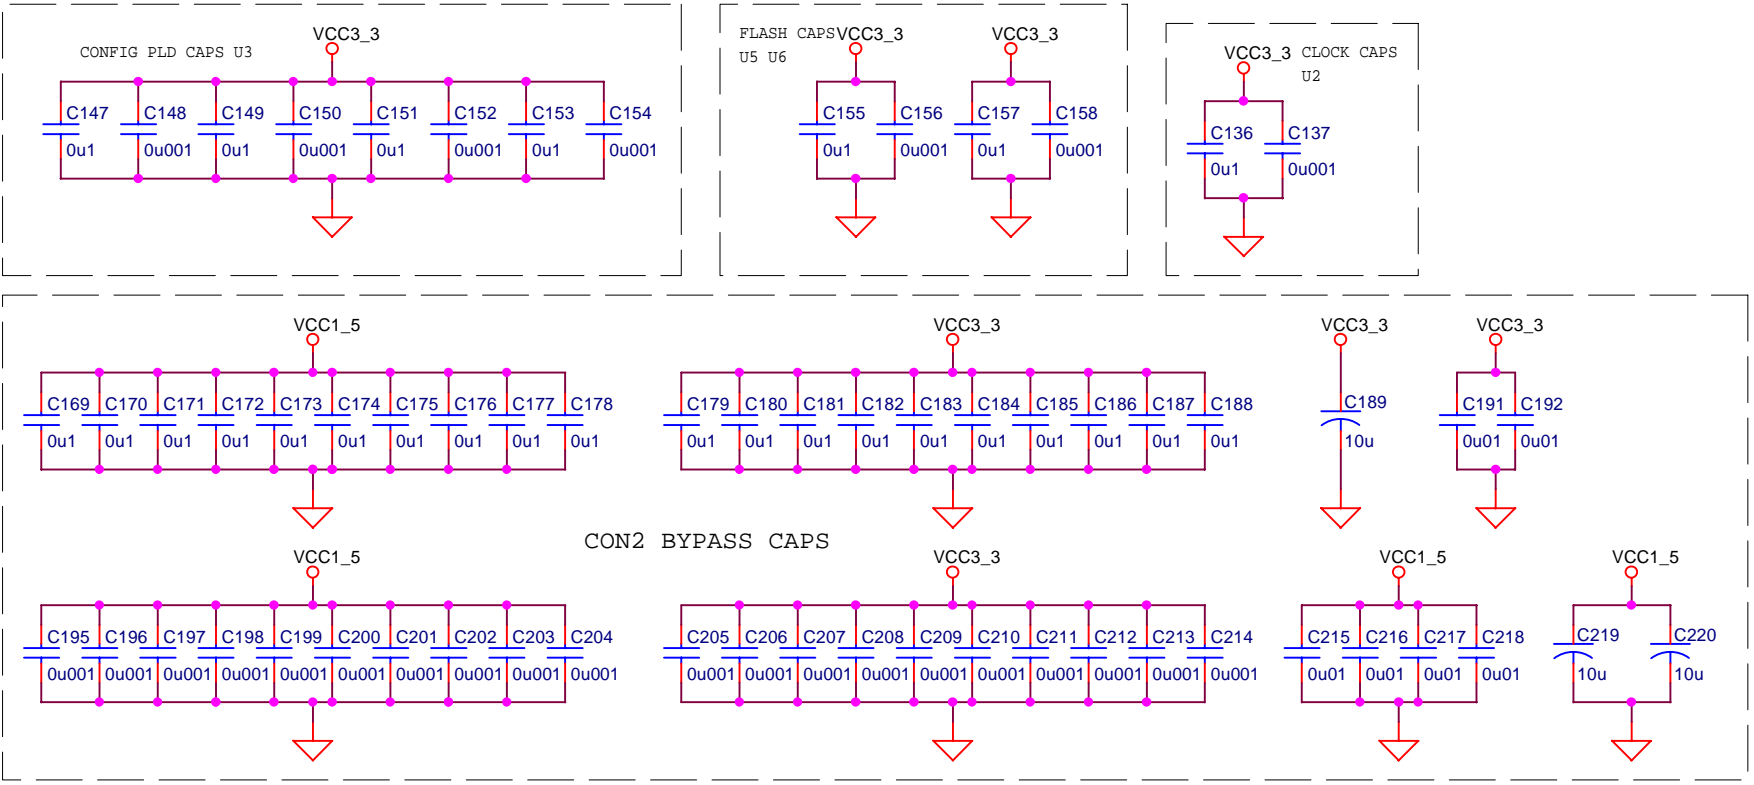 CONFIG PLD CAPS U3
VCC3_3
C147 C148 C149 C150 C151 C152 C153 C154
0u1 0u001 0u1 0u001 0u1 0u001 0u1 0u001
FLASH CAPS
U5 U6
VCC3_3 VCC3_3
C155 C156 C157 C158
0u1 0u001 0u1 0u001
VCC3_3 CLOCK CAPS
U2
C136 C137
0u1 0u001
VCC1_5 VCC3_3 VCC3_3 VCC3_3
C169 C170 C171 C172 C173 C174 C175 C176 C177 C178 C179 C180 C181 C182 C183 C184 C185 C186 C187 C188 C189 C191 C192
0u1 0u1 0u1 0u1 0u1 0u1 0u1 0u1 0u1 0u1 0u1 0u1 0u1 0u1 0u1 0u1 0u1 0u1 0u1 0u1 10u 0u01 0u01
CON2 BYPASS CAPS
VCC1_5 VCC3_3 VCC1_5 VCC1_5
C195 C196 C197 C198 C199 C200 C201 C202 C203 C204 C205 C206 C207 C208 C209 C210 C211 C212 C213 C214 C215 C216 C217 C218 C219 C220
0u001 0u001 0u001 0u001 0u001 0u001 0u001 0u001 0u001 0u001 0u001 0u001 0u001 0u001 0u001 0u001 0u001 0u001 0u001 0u001 0u01 0u01 0u01 0u01 10u 10u